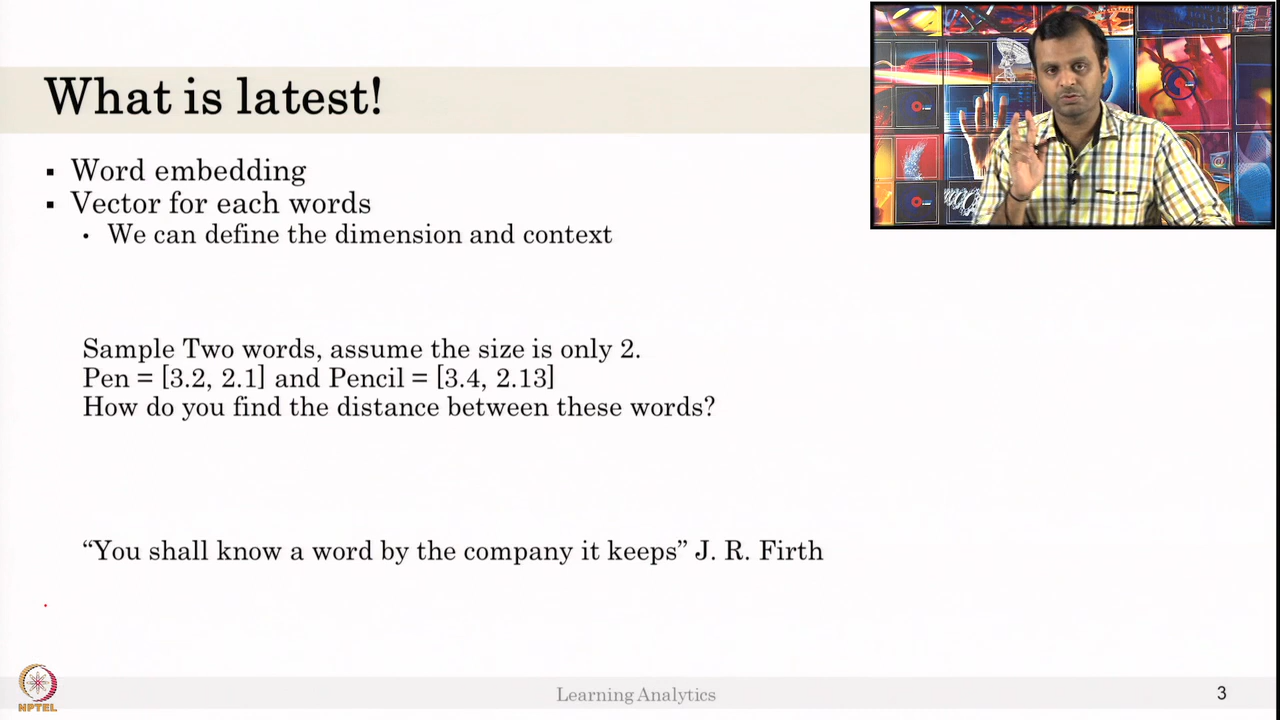 What is latest!
Word embedding
Vector for each words
We can define the dimension and context
Sample Two words, assume the size is only 2.
Pen = [3.2, 2.1] and Pencil = [3.4, 2.13]
How do you find the distance between these words?
“You shall know a word by the company it keeps” J. R. Firth
NPTEL
Learning Analytics
3